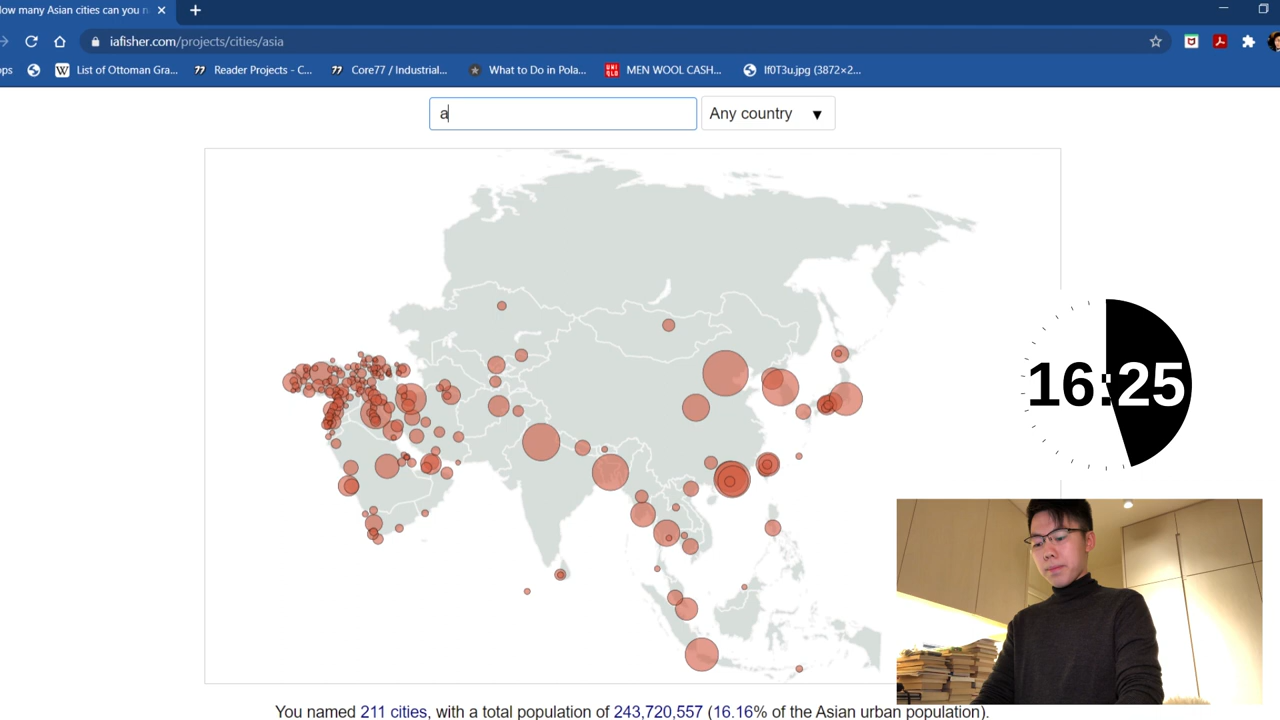 How many Asian cities can you n
iafisher.com/projects/cities/asia
ops
List of Ottoman Gra...
Reader Projects - C...
Core77 / Industrial...
What to Do in Pola...
MEN WOOL CASH...
If0T3u.jpg (3872×2...
a
Any country
16:25
You named 211 cities, with a total population of 243,720,557 (16.16% of the Asian urban population).